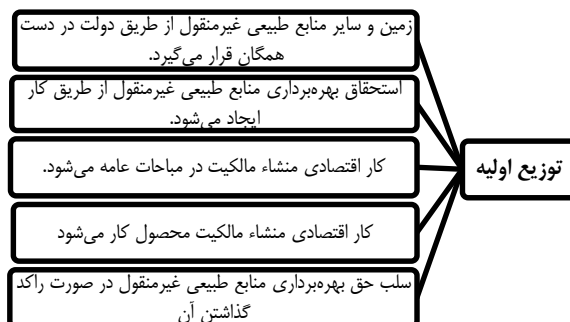 توزیع اولیه
زمین و سایر منابع طبیعی غیرمنقول از طریق دولت در دست
همگان قرار می‌گیرد.
استحقاق بهره‌برداری منابع طبیعی غیرمنقول از طریق کار
ایجاد می‌شود.
کار اقتصادی منشاء مالکیت در مباحات عامه می‌شود.
کار اقتصادی منشاء مالکیت محصول کار می‌شود
سلب حق بهره‌برداری منابع طبیعی غیرمنقول در صورت راکد
گذاشتن آن